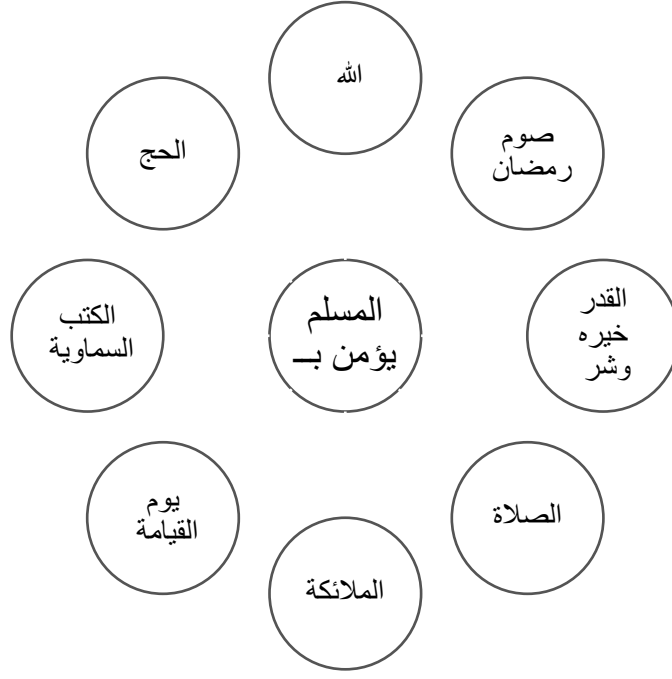 الله
صوم
رمضان
القدر
خيره
وشر
الصلاة
الملائكة
يوم
القيامة
الكتب
السماوية
الحج
المسلم
يؤمن بــ